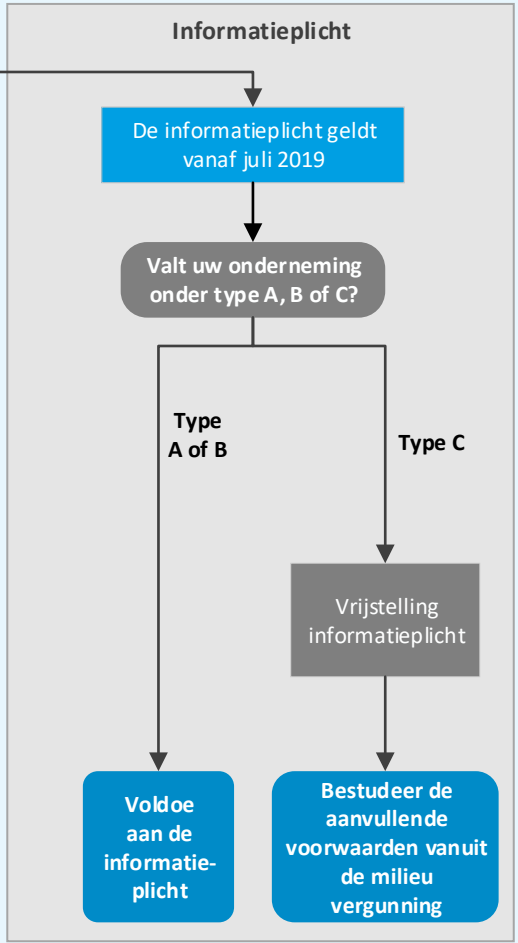 Informatieplicht
De informatieplicht geldt
vanaf juli 2019
Valt uw onderneming
onder type A, B of C?
Type
A of B
Type C
Vrijstelling
informatieplicht
Voldoe
aan de
informatie-
plicht
Bestudeer de
aanvullende
voorwaarden vanuit
de milieu
vergunning